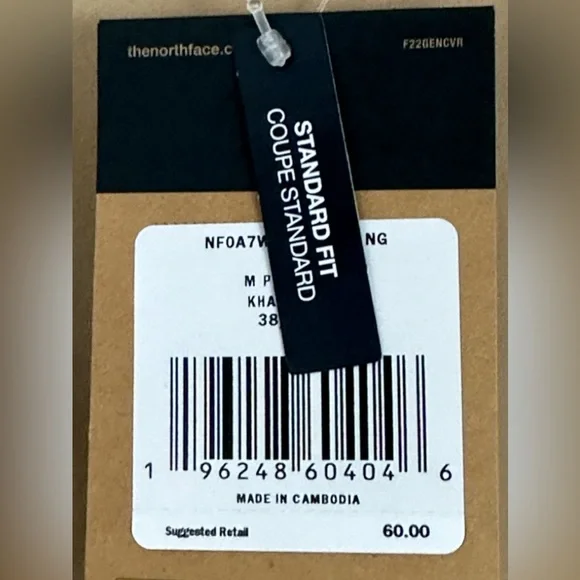 thenorthface.c
F22GENCVR
STANDARD FIT
COUPE STANDARD
NF0A7W NG
M P
KHA
38
1 96248 60404 6
MADE IN CAMBODIA
Suggested Retail 60.00